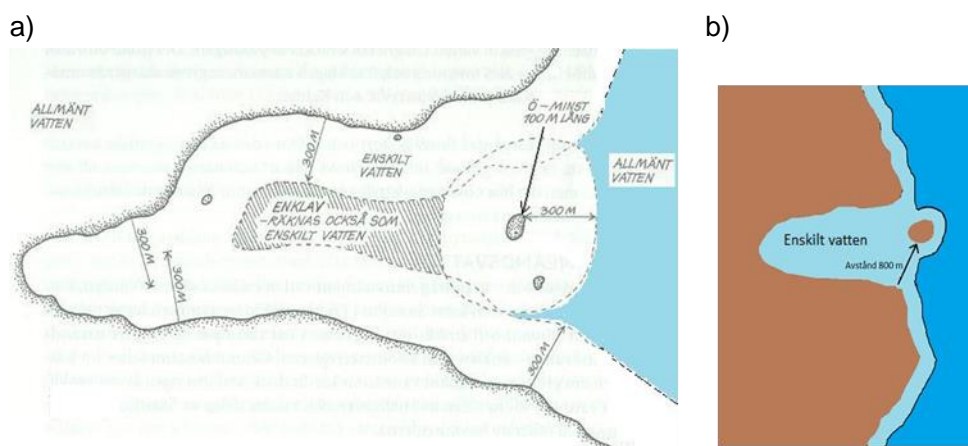 a)
b)
ALLMÄNT
VATTEN
300 M
ENSKILT
VATTEN
Ö – MINST
100 M LÅNG
ALLMÄNT
VATTEN
ENKLAV
– RÄKNAS OCKSÅ SOM
ENSKILT VATTEN
300 M
300 M
300 M
300 M
Enskilt vatten
Avstånd 800 m